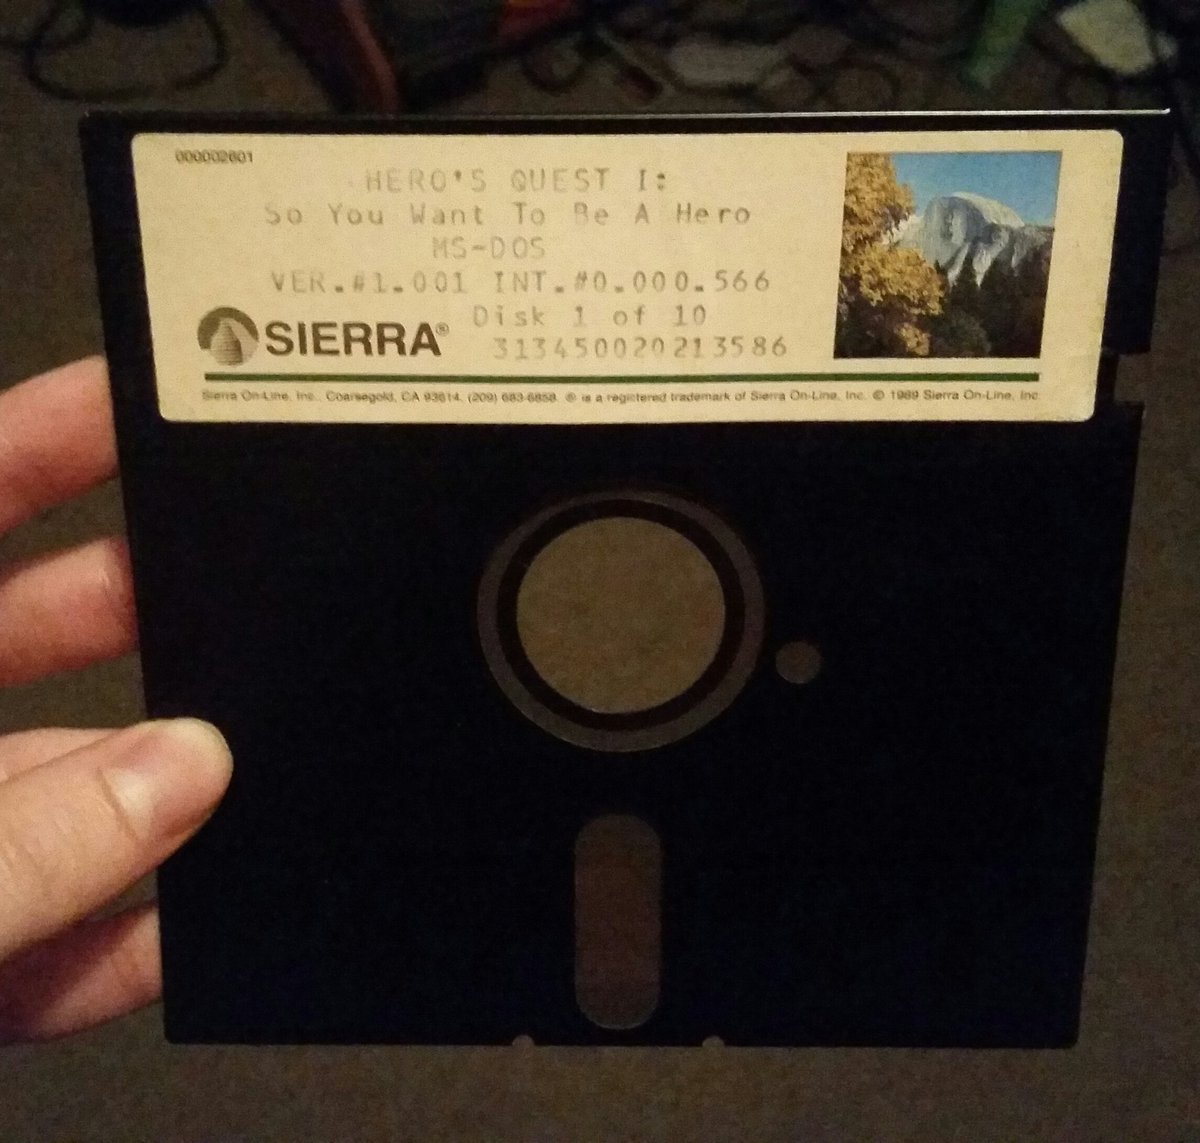 000002601
HERO'S QUEST I:
So You Want To Be A Hero
MS-DOS
VER.#1.001 INT.#0.000.566
Disk 1 of 10
SIERRA® 313450020213586
Sierra On-Line, Inc., Coarsegold, CA 93614, (209) 683-6858. ® is a registered trademark of Sierra On-Line, Inc. © 1989 Sierra On-Line, Inc.